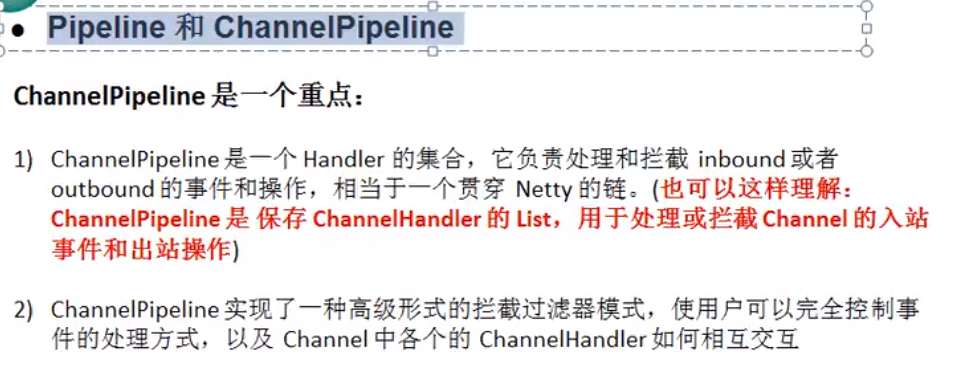 • Pipeline 和 ChannelPipeline
ChannelPipeline 是一个重点：
1) ChannelPipeline 是一个 Handler 的集合，它负责处理和拦截 inbound 或者
outbound 的事件和操作，相当于一个贯穿 Netty 的链。(也可以这样理解：
ChannelPipeline 是 保存 ChannelHandler 的 List，用于处理或拦截 Channel 的入站
事件和出站操作)
2) ChannelPipeline 实现了一种高级形式的拦截过滤器模式，使用户可以完全控制事
件的处理方式，以及 Channel 中各个的 ChannelHandler 如何相互交互